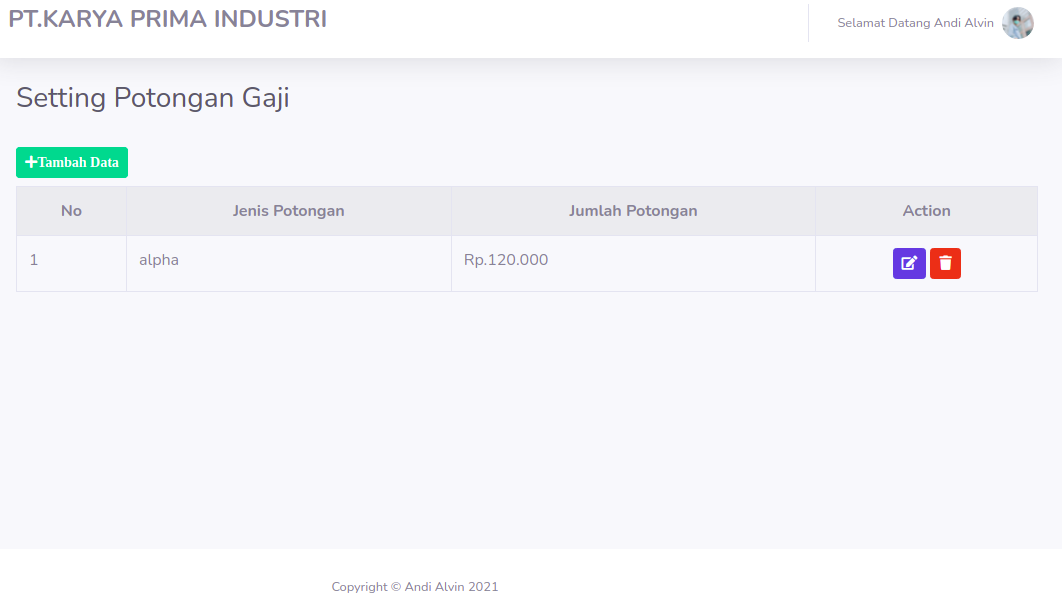 PT.KARYA PRIMA INDUSTRI
Selamat Datang Andi Alvin
Setting Potongan Gaji
Tambah Data
No Jenis Potongan Jumlah Potongan Action
1 alpha Rp.120.000
Copyright © Andi Alvin 2021